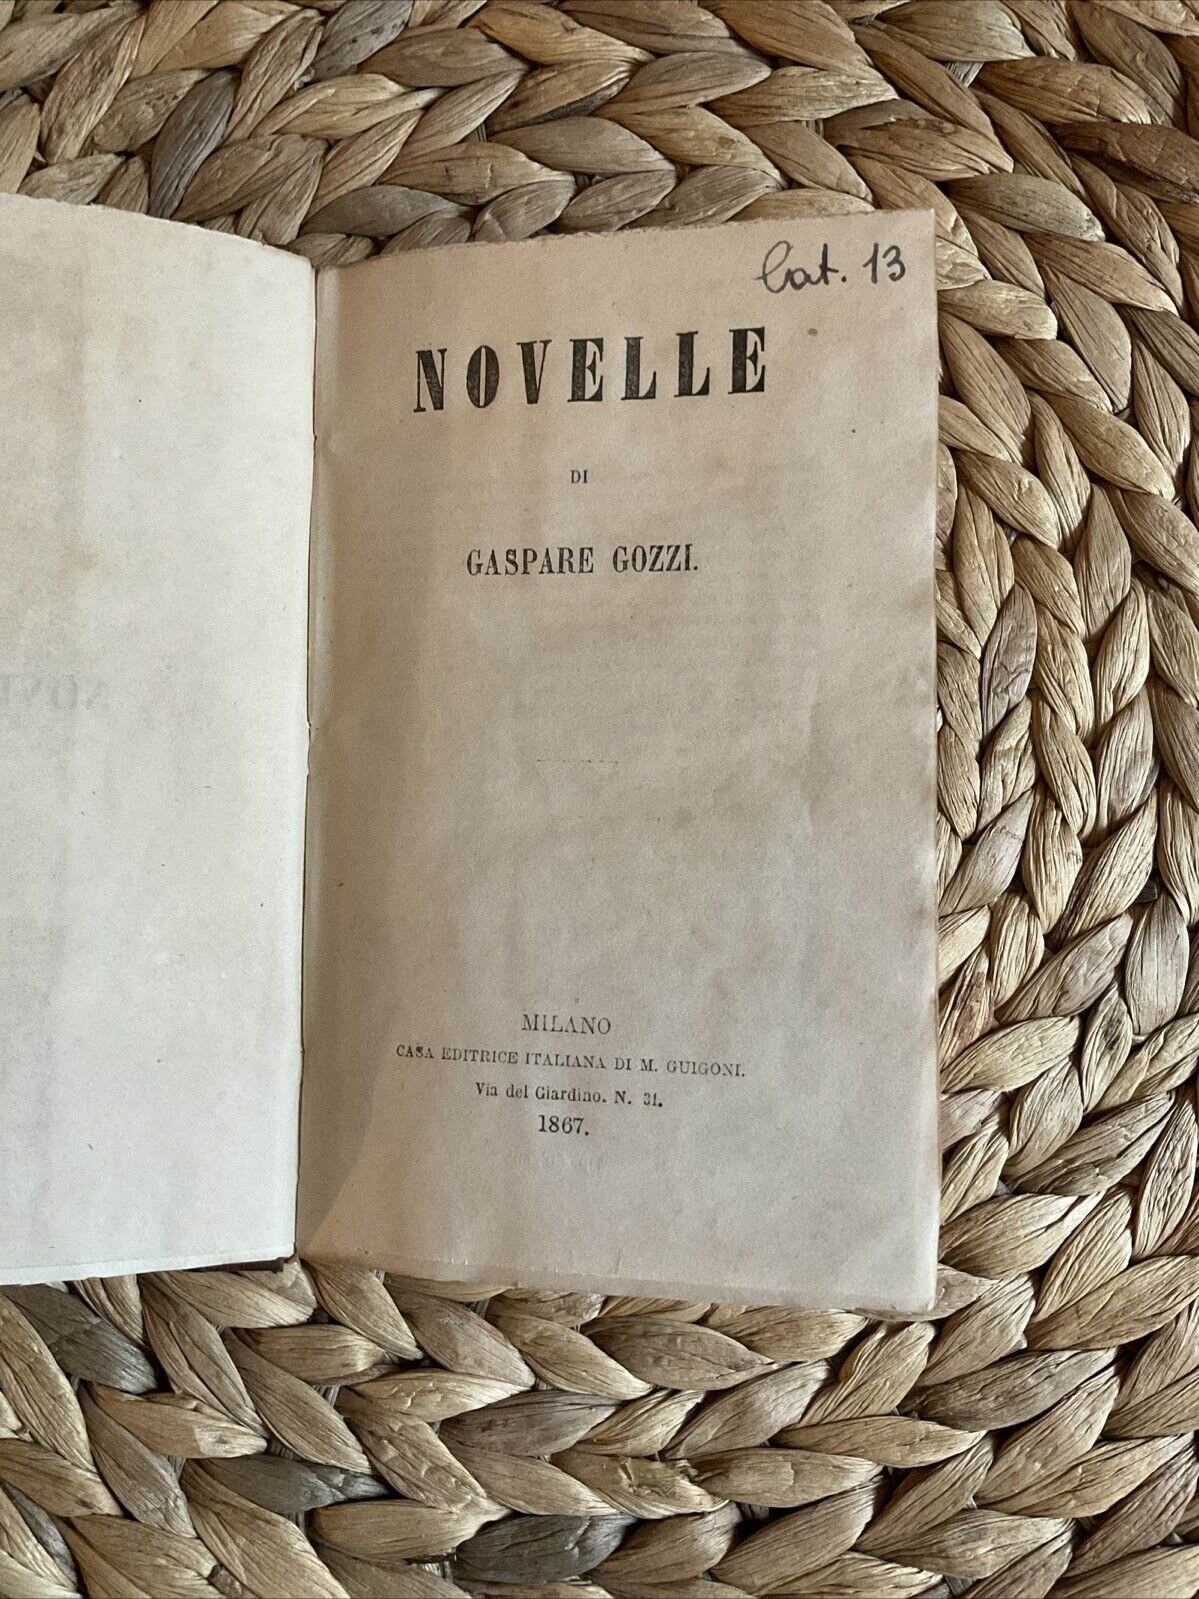 Cat. 13
NOVELLE
DI
GASPARE GOZZI.
MILANO
CASA EDITRICE ITALIANA DI M. GUIGONI.
Via del Giardino. N. 31.
1867.